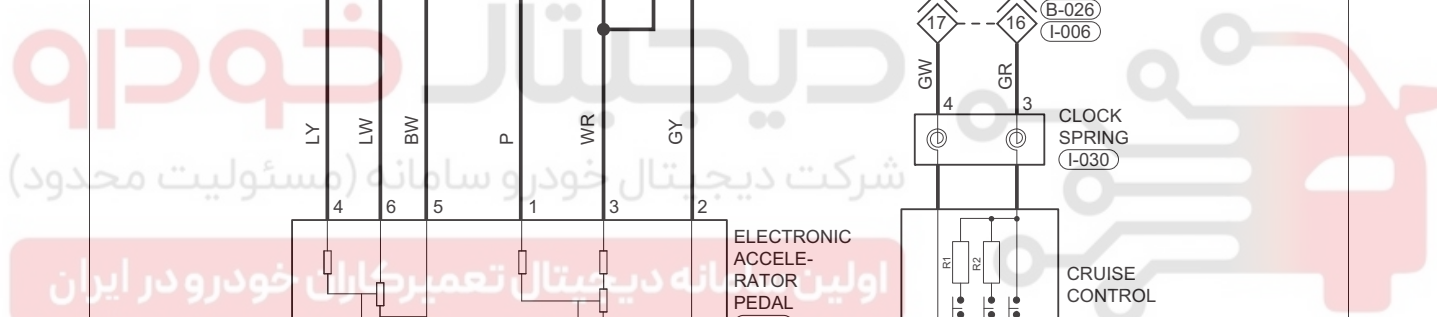 دیجیتال خودرو
شرکت دیجیتال خودرو سامانه (مسئولیت محدود)
اولین سامانه دیجیتال تعمیرکاران خودرو در ایران
17 16
B-026
I-006
GW GR
4 3
CLOCK
SPRING
I-030
LY LW BW P WR GY
4 6 5 1 3 2
ELECTRONIC
ACCELE-
RATOR
PEDAL
R1 R2
CRUISE
CONTROL